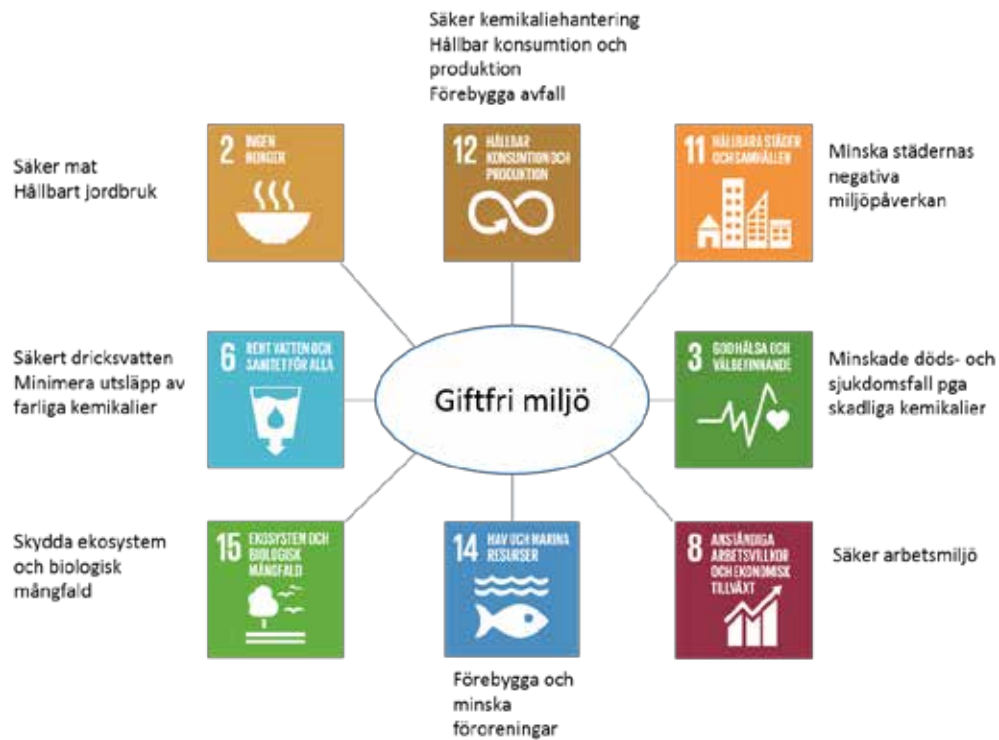 Säker kemikaliehantering
Hållbar konsumtion och
produktion
Förebygga avfall
Säker mat
Hållbart jordbruk
2 INGEN
HUNGER
12 HÅLLBAR
KONSUMTION OCH
PRODUKTION
11 HÅLLBARA STÄDER
OCH SAMHÄLLEN
Minska städernas
negativa
miljöpåverkan
Säkert dricksvatten
Minimera utsläpp av
farliga kemikalier
6 RENT VATTEN OCH
SANITET FÖR ALLA
Giftfri miljö
3 GOD HÄLSA OCH
VÄLBEFINNANDE
Minskade döds- och
sjukdomsfall pga
skadliga kemikalier
Skydda ekosystem
och biologisk
mångfald
15 EKOSYSTEM OCH
BIOLOGISK
MÅNGFALD
14 HAV OCH MARINA
RESURSER
8 ANSTÄNDIGA
ARBETSVILLKOR
OCH EKONOMISK
TILLVÄXT
Säker arbetsmiljö
Förebygga och
minska
föroreningar